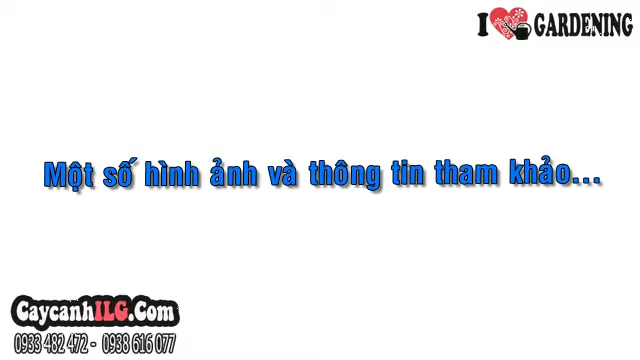 I GARDENING
Một số hình ảnh và thông tin tham khảo...
CaycanhILG.Com
0933 482 472 - 0938 616 077